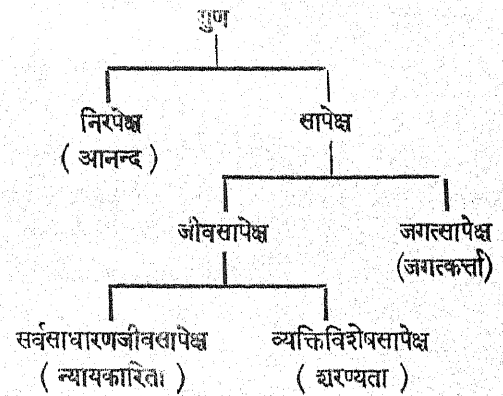 गुण
निरपेक्ष सापेक्ष
( आनन्द )
जीवसापेक्ष जगत्सापेक्ष
(जगत्कर्त्ता)
सर्वसाधारणजीवसापेक्ष व्यक्तिविशेषसापेक्ष
( न्यायकारिता ) ( शरण्यता )